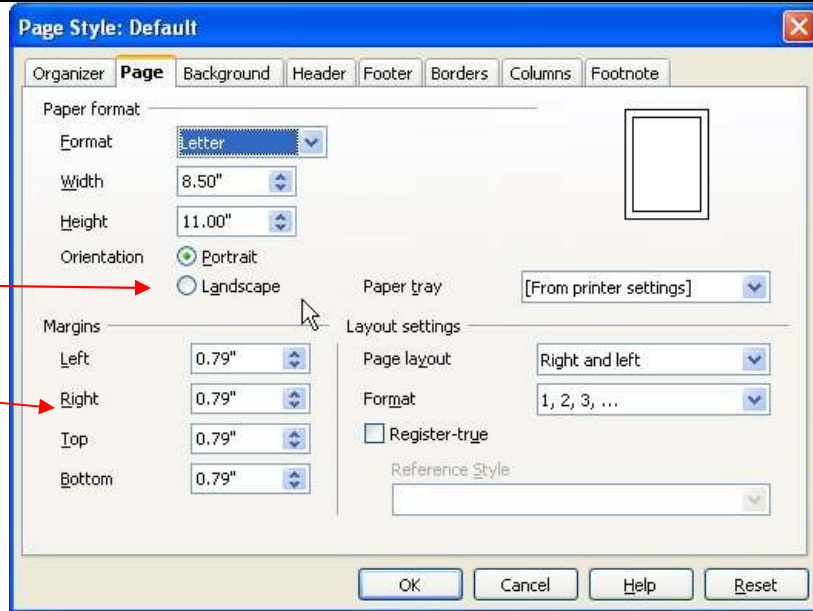 Page Style: Default
Organizer Page Background Header Footer Borders Columns Footnote
Paper format
Format Letter
Width 8.50"
Height 11.00"
Orientation Portrait
Landscape Paper tray [From printer settings]
Margins Layout settings
Left 0.79" Page layout Right and left
Right 0.79" Format 1, 2, 3, ...
Top 0.79" Register-true
Bottom 0.79" Reference Style
OK Cancel Help Reset